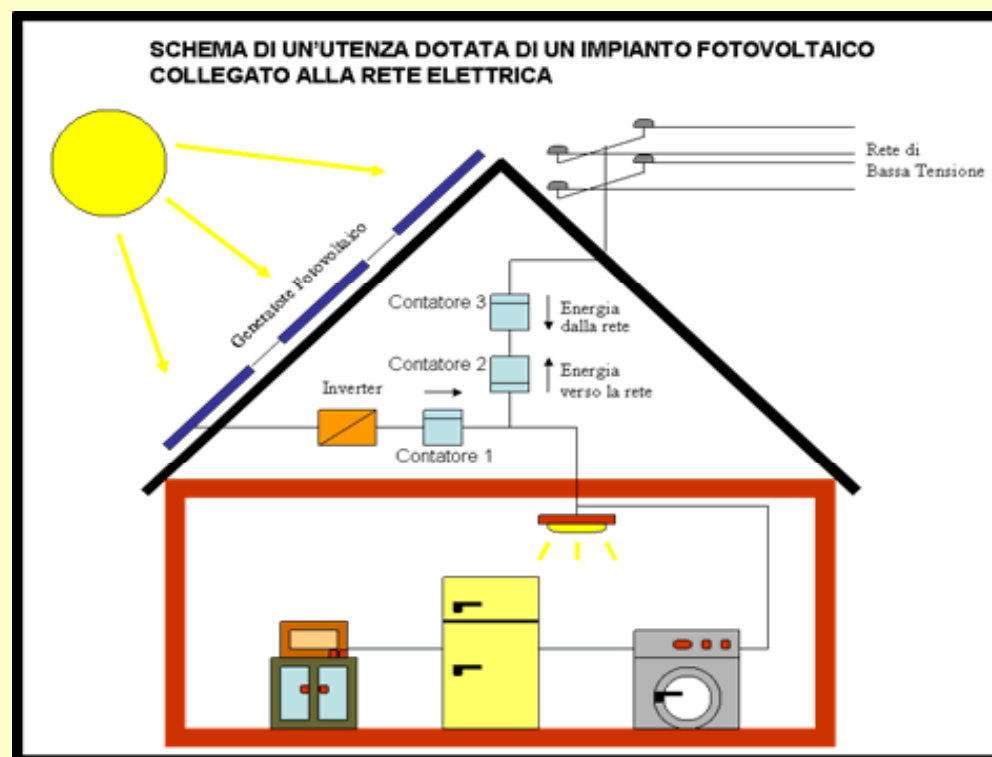 SCHEMA DI UN'UTENZA DOTATA DI UN IMPIANTO FOTOVOLTAICO
COLLEGATO ALLA RETE ELETTRICA
Rete di
Bassa Tensione
Generatore Fotovoltaico
Contatore 3
Energia
dalla rete
Contatore 2
Energia
verso la rete
Inverter
Contatore 1